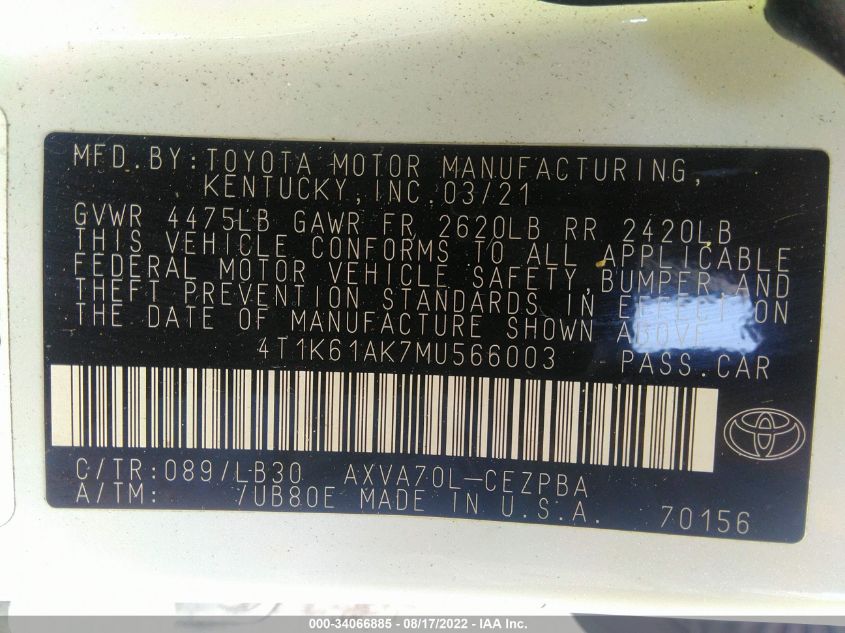 MFD.BY:TOYOTA MOTOR MANUFACTURING,
KENTUCKY,INC.03/21
GVWR 4475LB GAWR FR 2620LB RR 2420LB
THIS VEHICLE CONFORMS TO ALL APPLICABLE
FEDERAL MOTOR VEHICLE SAFETY,BUMPER AND
THEFT PREVENTION STANDARDS IN EFFECT ON
THE DATE OF MANUFACTURE SHOWN ABOVE.
4T1K61AK7MU566003 PASS.CAR
C/TR:089/LB30 AXVA70L-CEZPBA
A/TM: /UB80E MADE IN U.S.A. 70156
000-34066885 - 08/17/2022 - IAA Inc.